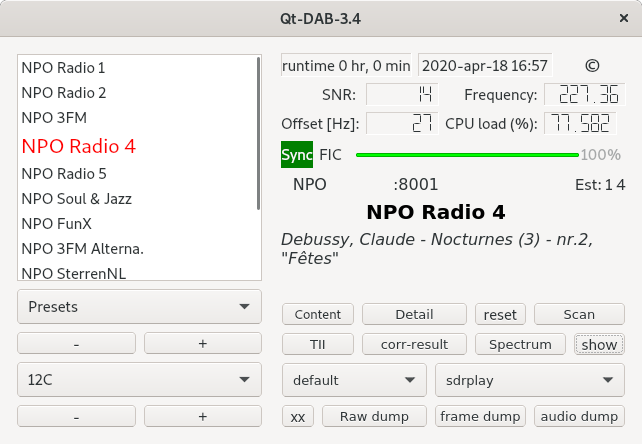 Qt-DAB-3.4
×
NPO Radio 1
NPO Radio 2
NPO 3FM
NPO Radio 4
NPO Radio 5
NPO Soul & Jazz
NPO FunX
NPO 3FM Alterna.
NPO SterrenNL
Presets
- +
12C
- +
runtime 0 hr, 0 min 2020-apr-18 16:57 ©
SNR: 14 Frequency: 227.36
Offset [Hz]: 27 CPU load (%): 77.582
Sync FIC 100%
NPO :8001 Est: 1 4
NPO Radio 4
Debussy, Claude - Nocturnes (3) - nr.2,
"Fêtes"
Content Detail reset Scan
TII corr-result Spectrum show
default sdrplay
xx Raw dump frame dump audio dump